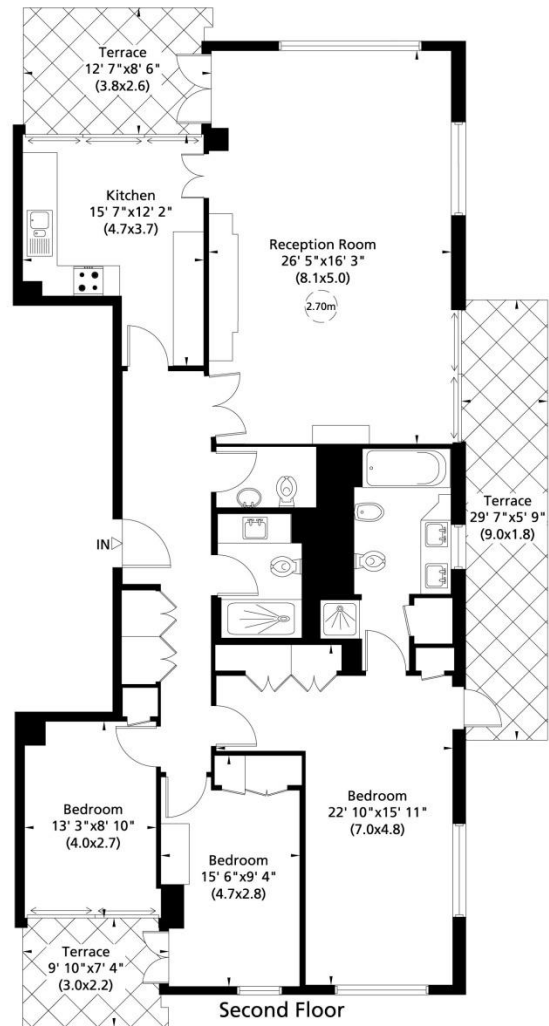 Terrace
12' 7"x8' 6"
(3.8x2.6)
Kitchen
15' 7"x12' 2"
(4.7x3.7)
Reception Room
26' 5"x16' 3"
(8.1x5.0)
2.70m
Terrace
29' 7"x5' 9"
(9.0x1.8)
IN
Bedroom
13' 3"x8' 10"
(4.0x2.7)
Bedroom
15' 6"x9' 4"
(4.7x2.8)
Bedroom
22' 10"x15' 11"
(7.0x4.8)
Terrace
9' 10"x7' 4"
(3.0x2.2)
Second Floor